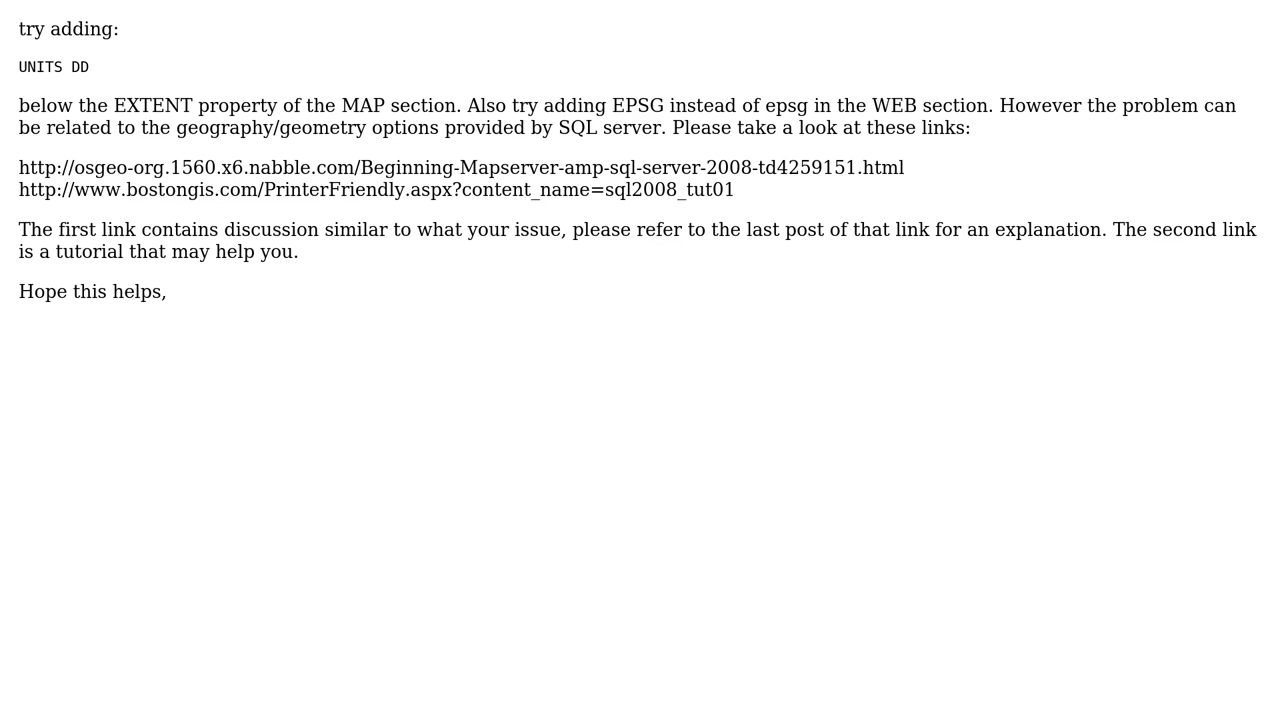 try adding:
UNITS DD
below the EXTENT property of the MAP section. Also try adding EPSG instead of epsg in the WEB section. However the problem can
be related to the geography/geometry options provided by SQL server. Please take a look at these links:
http://osgeo-org.1560.x6.nabble.com/Beginning-Mapserver-amp-sql-server-2008-td4259151.html
http://www.bostongis.com/PrinterFriendly.aspx?content_name=sql2008_tut01
The first link contains discussion similar to what your issue, please refer to the last post of that link for an explanation. The second link
is a tutorial that may help you.
Hope this helps,